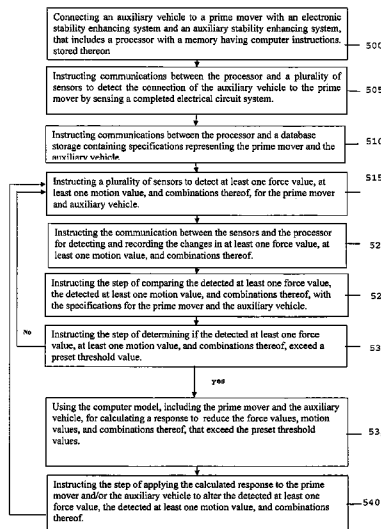 Connecting an auxiliary vehicle to a prime mover with an electronic
stability enhancing system and an auxiliary stability enhancing system,
that includes a processor with a memory having computer instructions.
stored thereon
500
Instructing communications between the processor and a plurality of
sensors to detect the connection of the auxiliary vehicle to the prime
mover by sensing a completed electrical circuit system.
505
Instructing communications between the processor and a database
storage containing specifications representing the prime mover and the
auxiliary vehicle.
510
Instructing a plurality of sensors to detect at least one force value, at
least one motion value, and combinations thereof, for the prime mover
and auxiliary vehicle.
515
Instructing the communication between the sensors and the processor
for detecting and recording the changes in at least one force value, at
least one motion value, and combinations thereof.
52
Instructing the step of comparing the detected at least one force value,
the detected at least one motion value, and combinations thereof, with
the specifications for the prime mover and the auxiliary vehicle.
52
No
Instructing the step of determining if the detected at least one force
value, at least one motion value, and combinations thereof, exceed a
preset threshold value.
53
yes
Using the computer model, including the prime mover and the auxiliary
vehicle, for calculating a response to reduce the force values, motion
values, and combinations thereof, that exceed the preset threshold
values.
53
Instructing the step of applying the calculated response to the prime
mover and/or the auxiliary vehicle to alter the detected at least one
force value, the detected at least one motion value, and combinations
thereof.
540